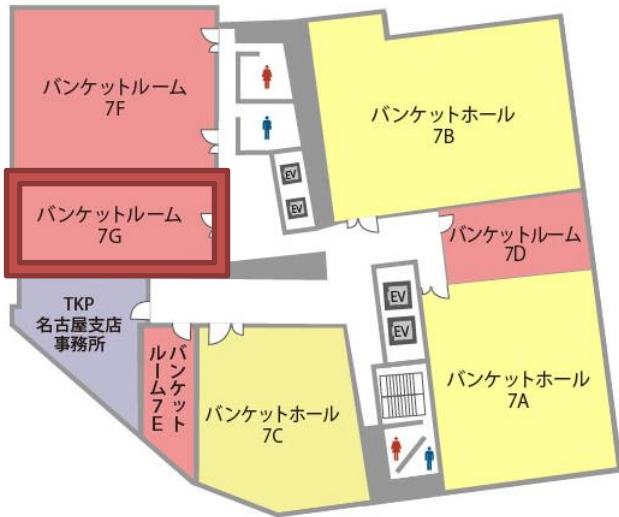 バンケットルーム
7F
バンケットホール
7B
EV
EV
バンケットルーム
7G
バンケットルーム
7D
TKP
名古屋支店
事務所
EV
EV
バンケット
ルーム7E
バンケットホール
7C
バンケットホール
7A